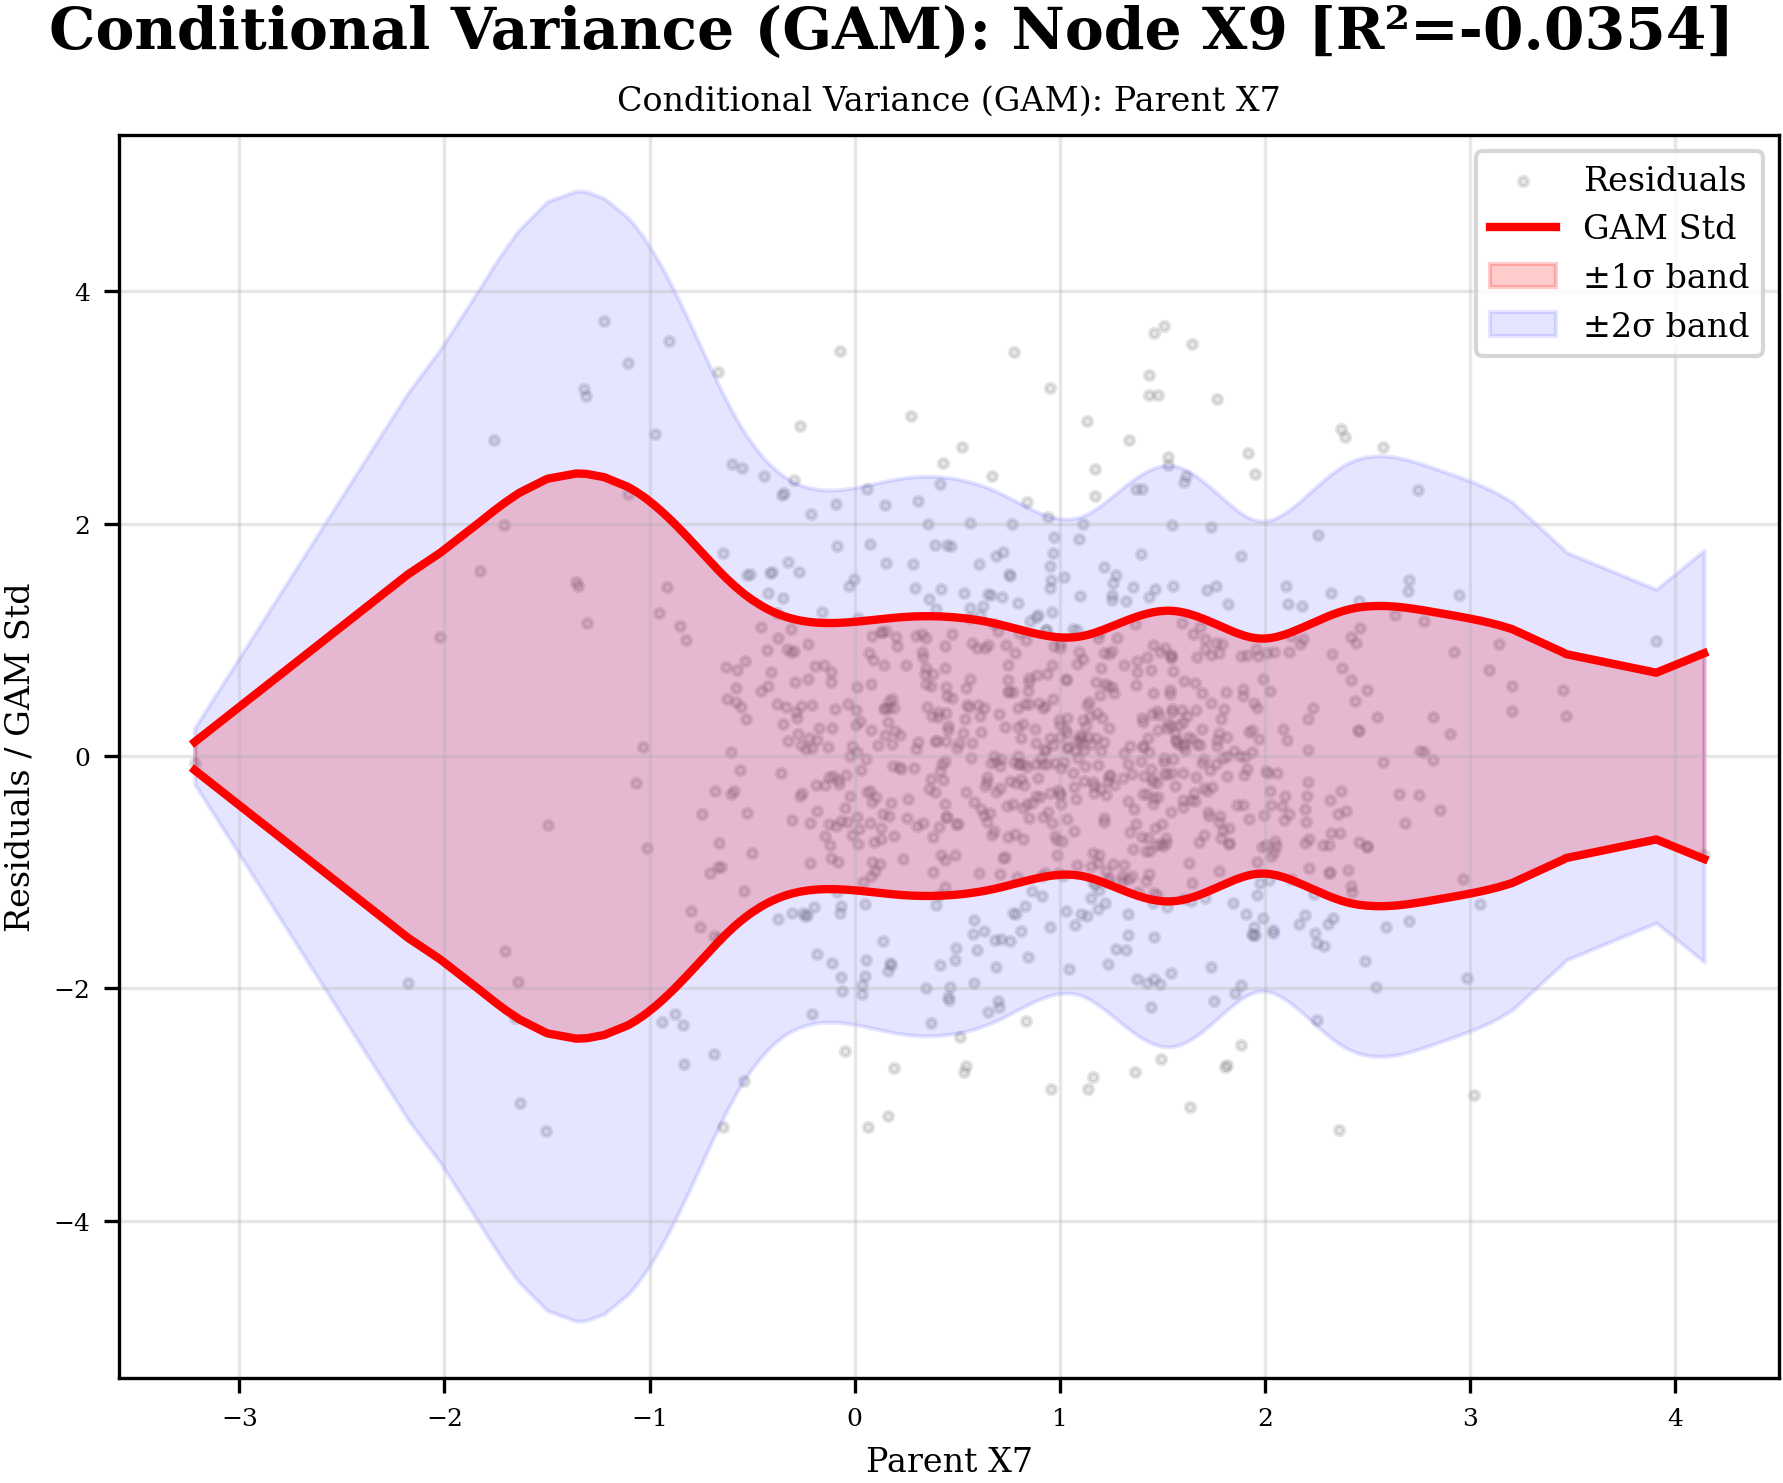 Conditional Variance (GAM): Node X9 [R²=-0.0354]
Conditional Variance (GAM): Parent X7
Residuals
GAM Std
±1σ band
±2σ band
Residuals / GAM Std
4
2
0
−2
−4
−3 −2 −1 0 1 2 3 4
Parent X7